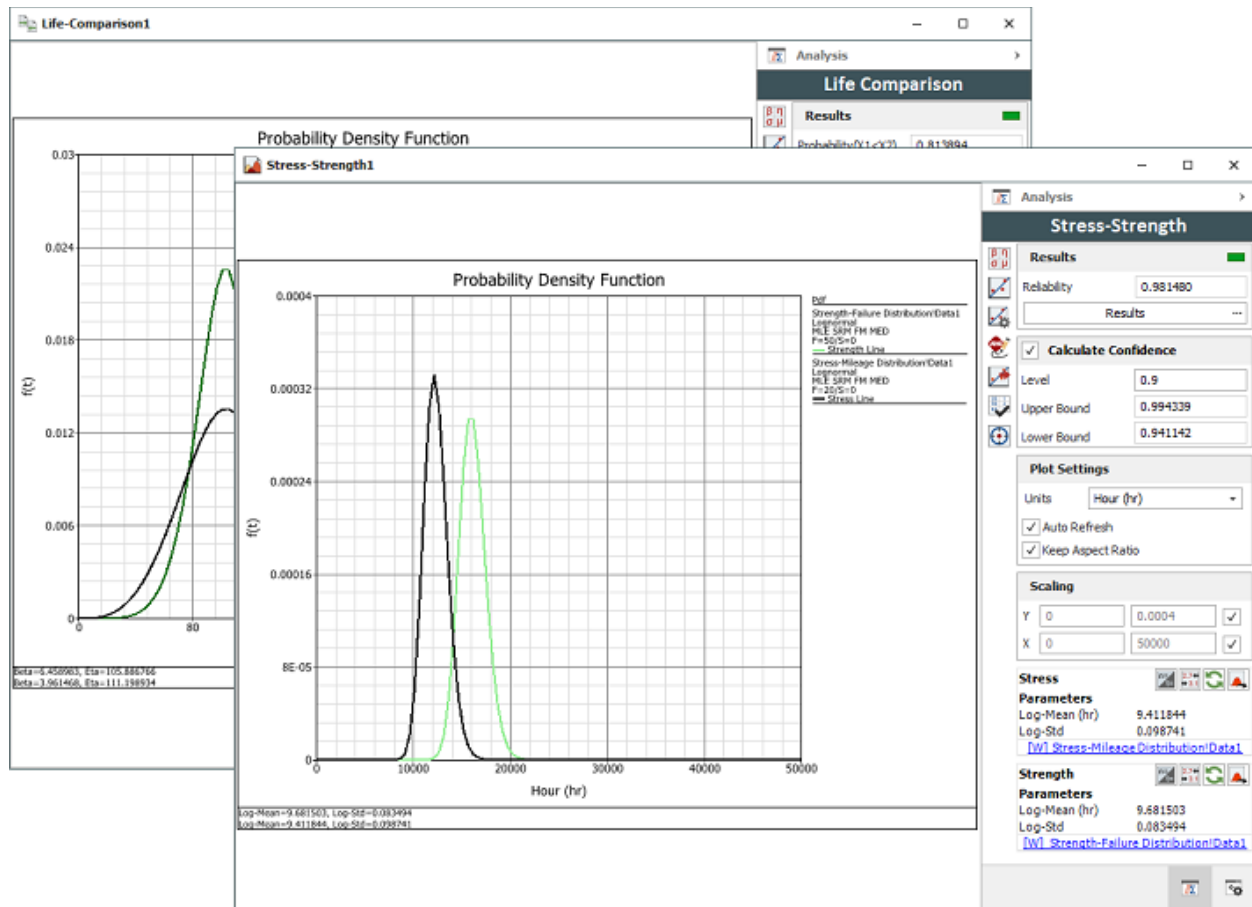 Life-Comparison1
Analysis
Life Comparison
β η
σ μ
Results
Probability(X1<X2) 0.813894
Probability Density Function
0.03
0.024
0.018
0.012
0.006
0
f(t)
0
80
Beta=6.458983, Eta=105.886766
Beta=3.961468, Eta=111.198934
Stress-Strength1
Analysis
Stress-Strength
β η
σ μ
Results
Reliability 0.981480
Results ...
Calculate Confidence
Level 0.9
Upper Bound 0.994339
Lower Bound 0.941142
Plot Settings
Units Hour (hr)
Auto Refresh
Keep Aspect Ratio
Scaling
Y 0 0.0004
X 0 50000
Stress
Parameters
Log-Mean (hr) 9.411844
Log-Std 0.098741
[W] Stress-Mileage Distribution!Data1
Strength
Parameters
Log-Mean (hr) 9.681503
Log-Std 0.083494
[W] Strength-Failure Distribution!Data1
Probability Density Function
0.0004
0.00032
0.00024
0.00016
8E-05
0
f(t)
0
10000
20000
30000
40000
50000
Hour (hr)
Pdf
Strength-Failure Distribution!Data1
Lognormal
MLE SRM FM MED
F=50/S=0
Strength Line
Stress-Mileage Distribution!Data1
Lognormal
MLE SRM FM MED
F=20/S=0
Stress Line
Log-Mean=9.681503, Log-Std=0.083494
Log-Mean=9.411844, Log-Std=0.098741